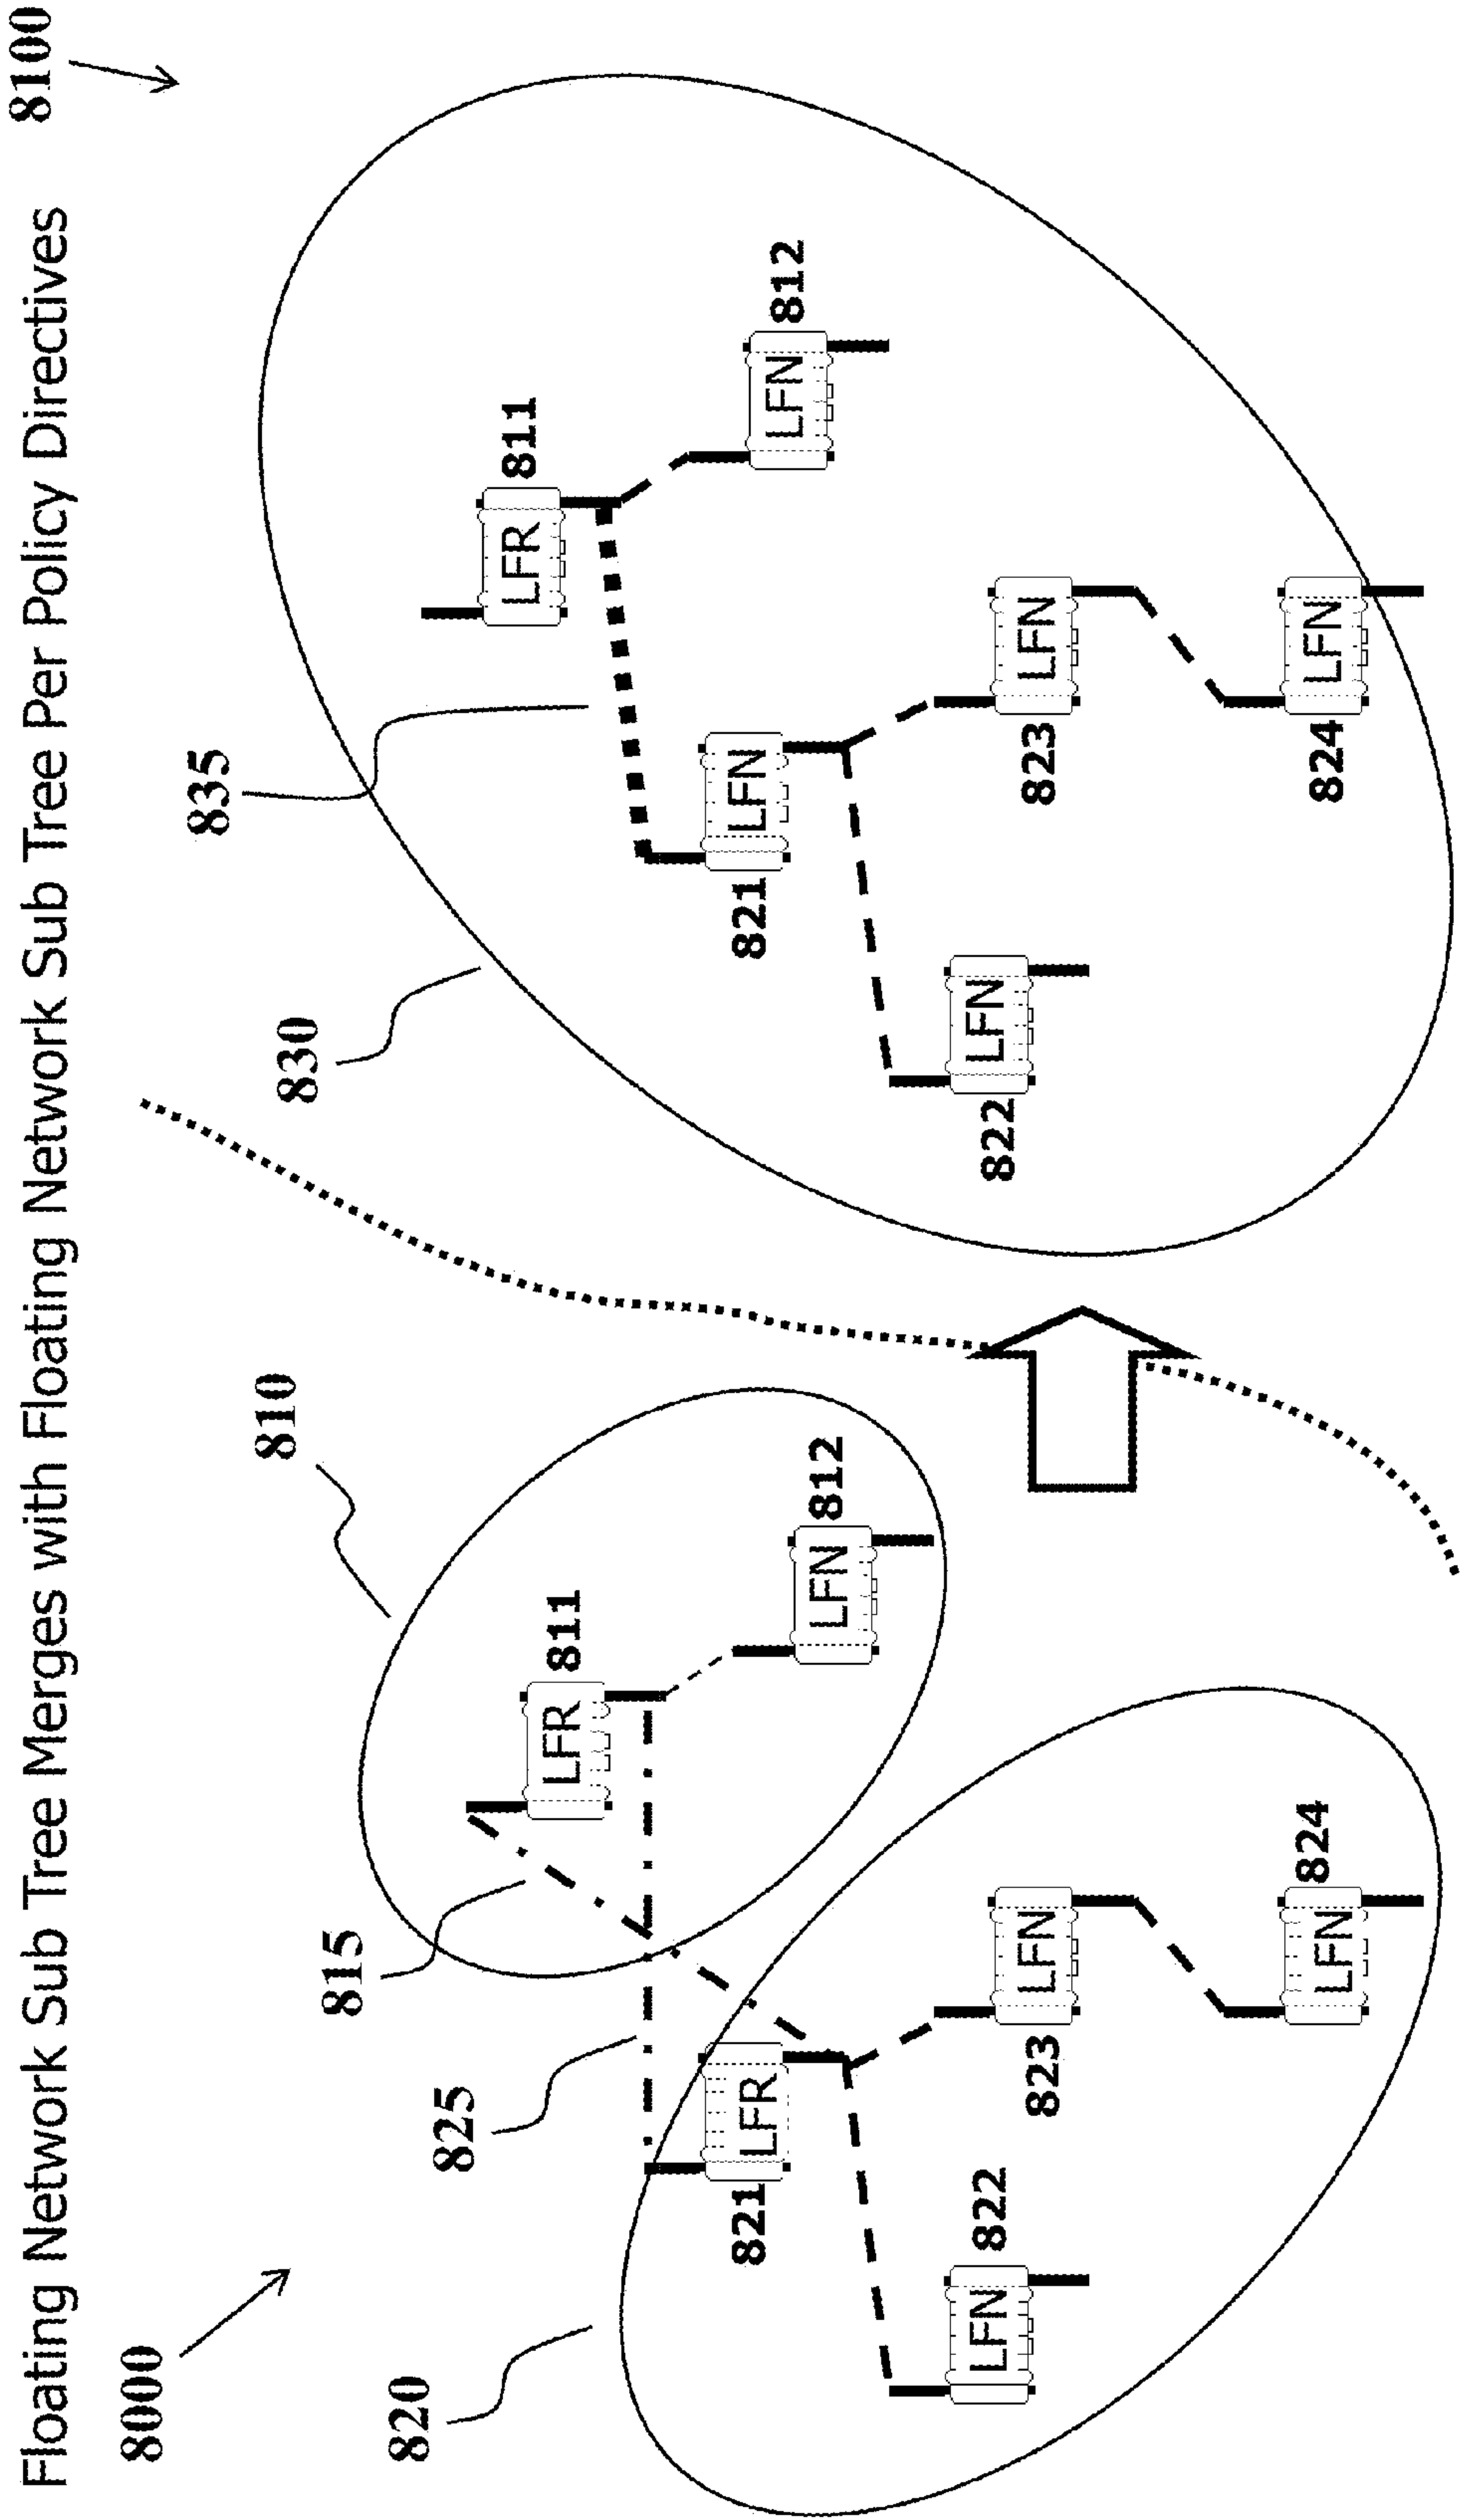 Floating Network Sub Tree Merges with Floating Network Sub Tree Per Policy Directives
8000
8100
810
815
825
820
LFR
811
LFN
812
LFR
821
LFN
822
LFN
823
LFN
824
835
830
LFR
811
LFN
812
LFN
821
LFN
822
LFN
823
LFN
824